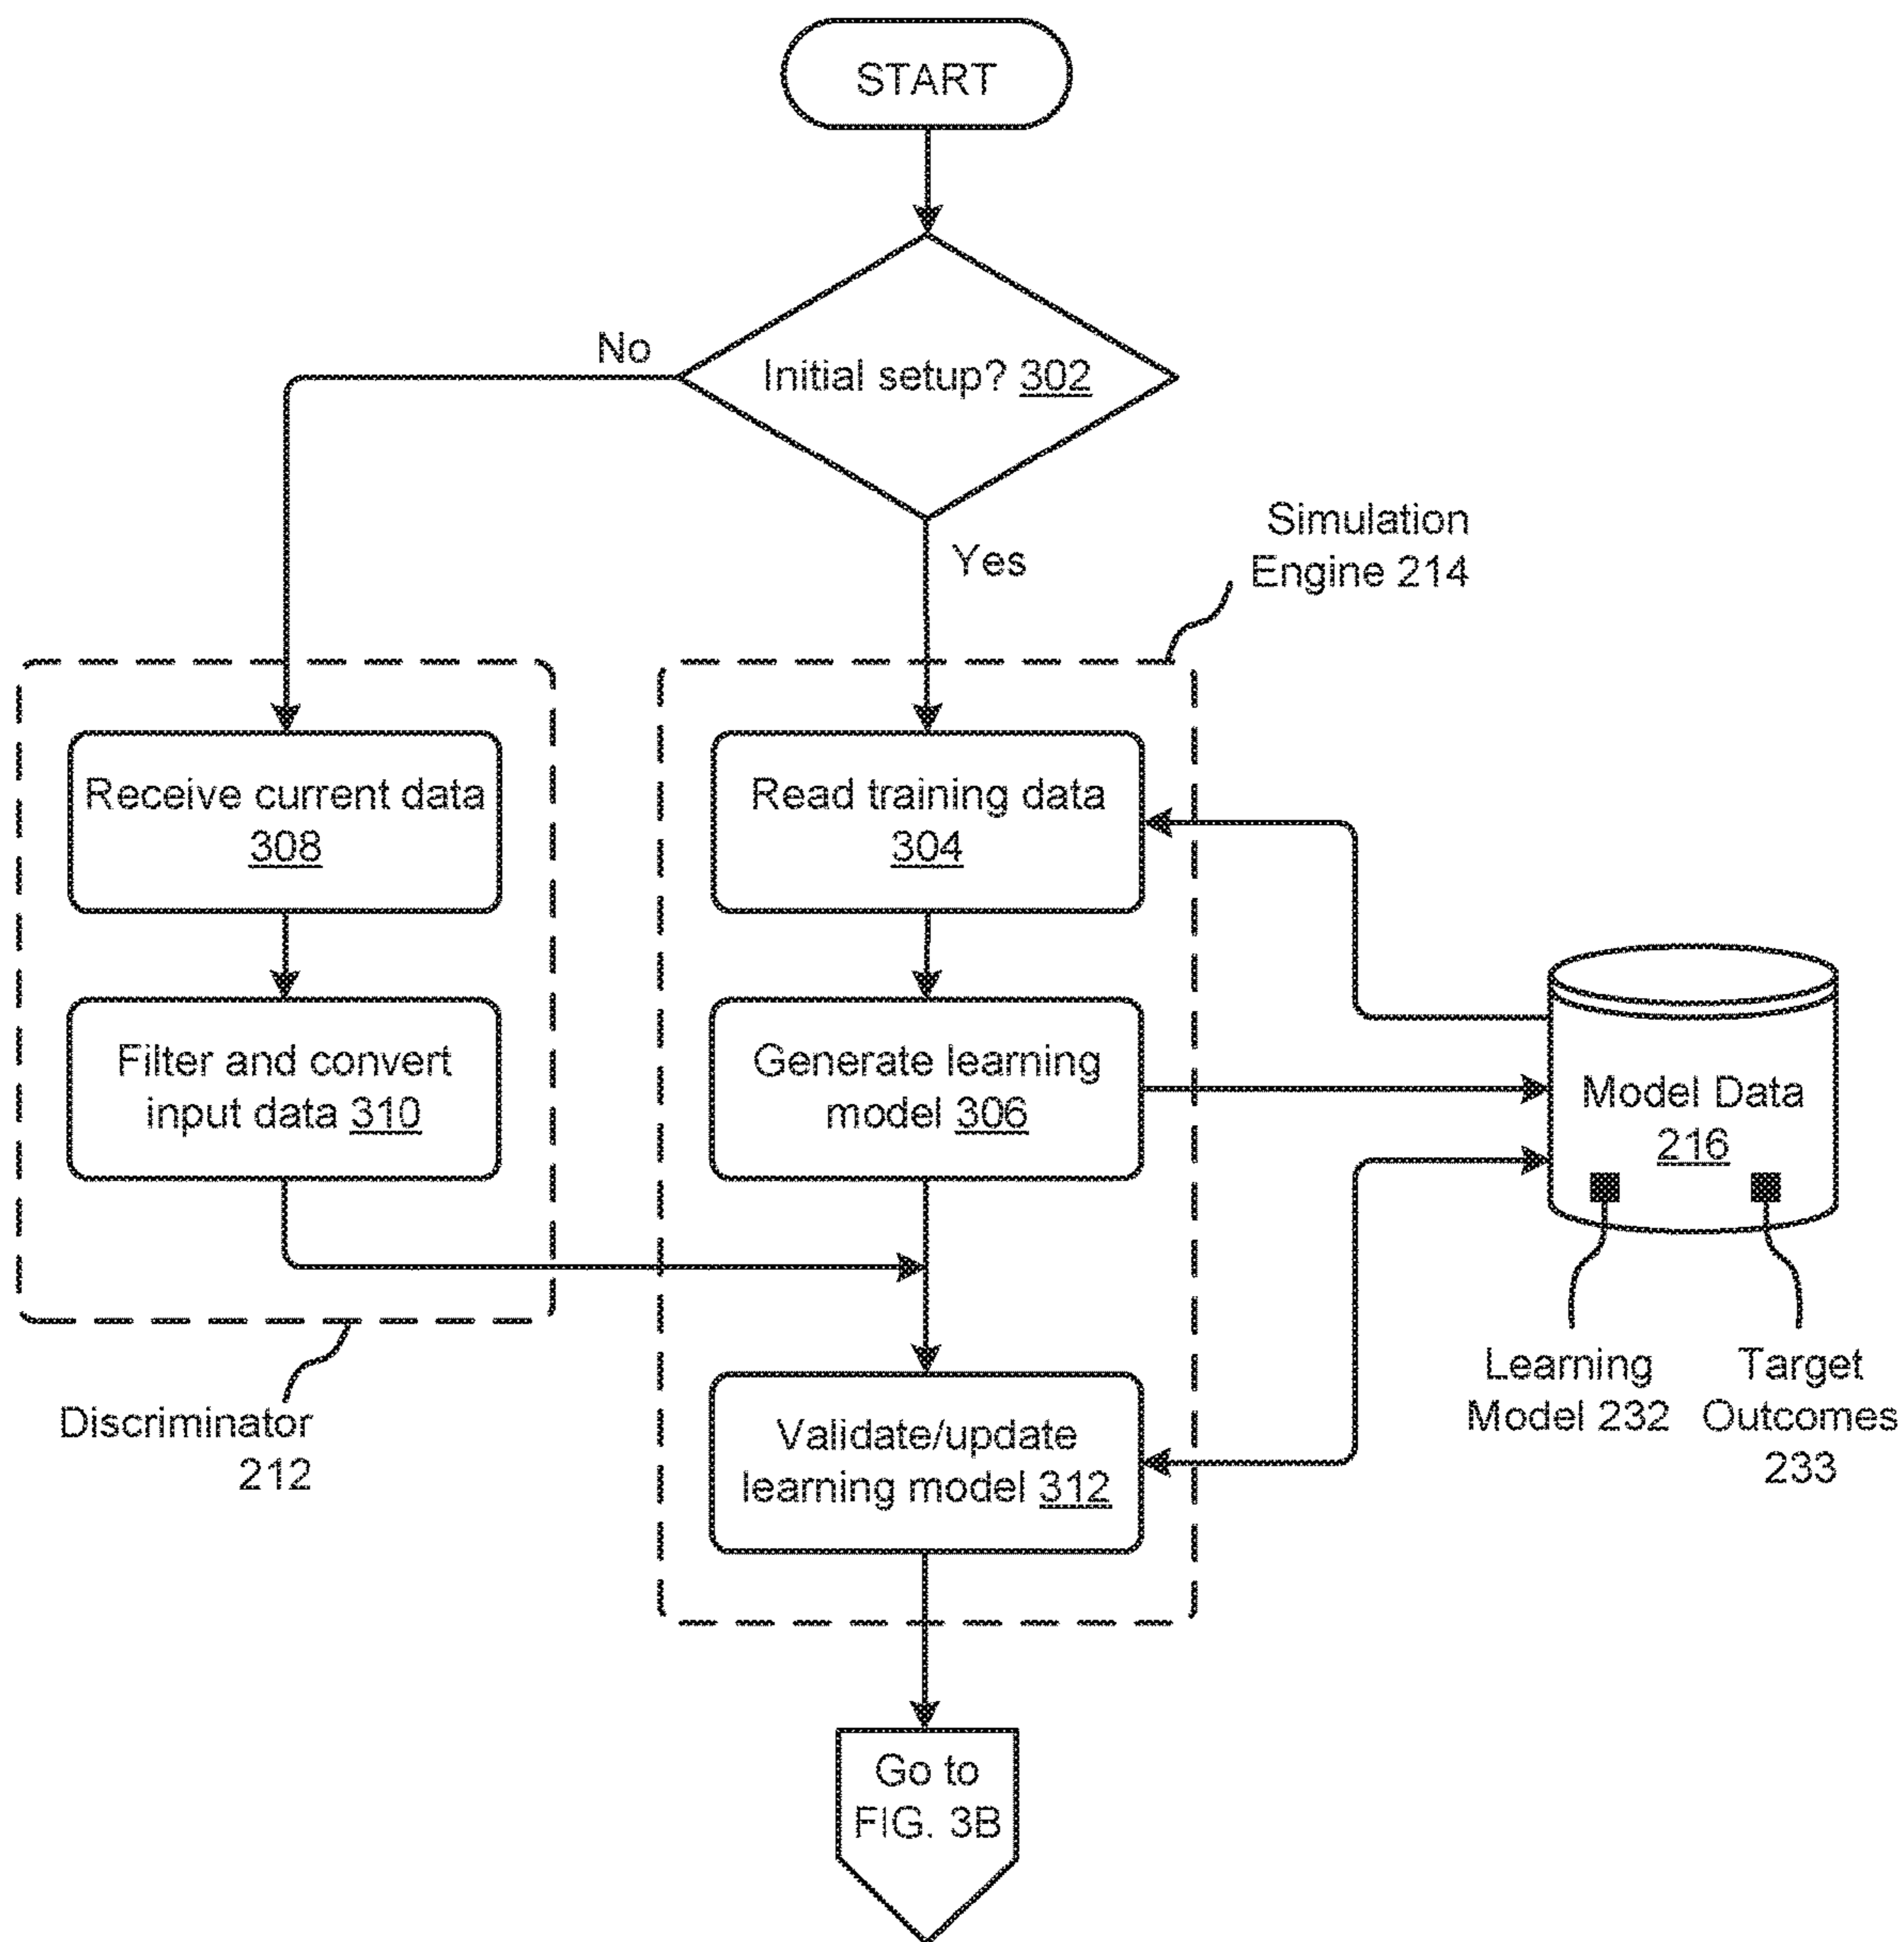 START
No
Initial setup? 302
Yes
Simulation
Engine 214
Receive current data
308
Read training data
304
Filter and convert
input data 310
Generate learning
model 306
Model Data
216
Discriminator
212
Validate/update
learning model 312
Learning
Model 232
Target
Outcomes
233
Go to
FIG. 3B